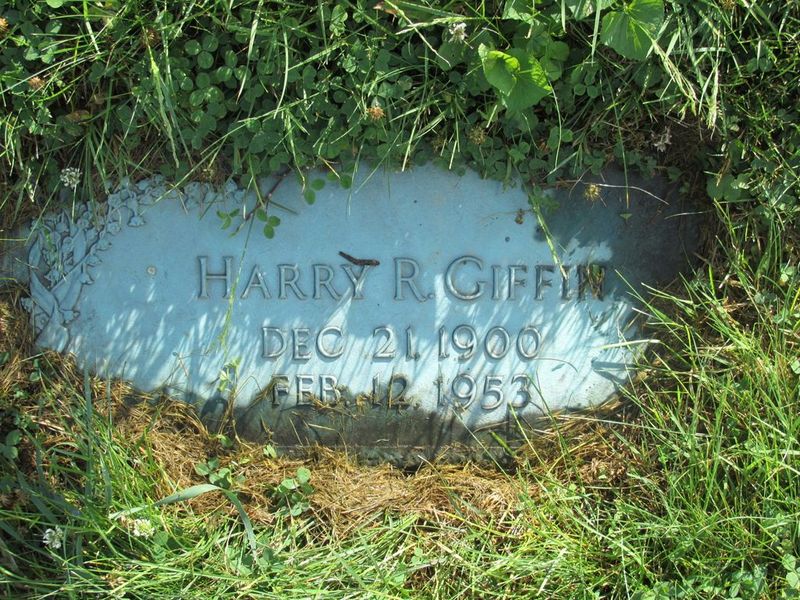 HARRY R. GIFFIN
DEC 21, 1900
FEB. 12, 1953